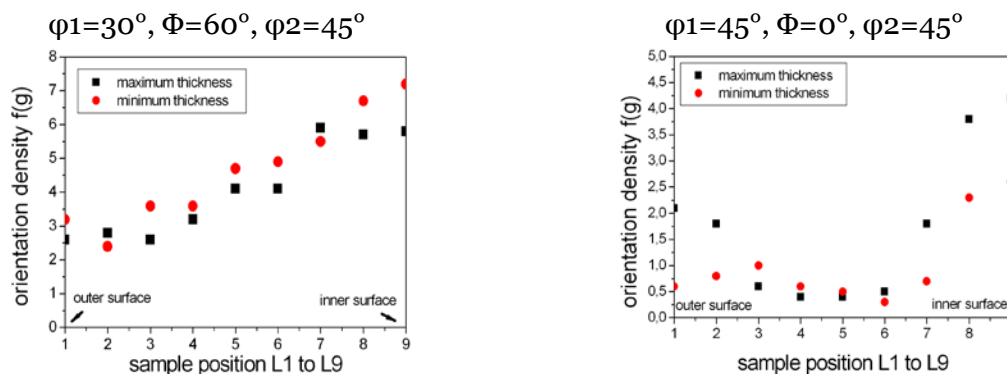 φ1=30°, Φ=60°, φ2=45°
8
7
6
5
4
3
2
1
0
orientation density f(g)
maximum thickness
minimum thickness
outer surface
inner surface
1 2 3 4 5 6 7 8 9
sample position L1 to L9
φ1=45°, Φ=0°, φ2=45°
5,0
4,5
4,0
3,5
3,0
2,5
2,0
1,5
1,0
0,5
0,0
orientation density f(g)
maximum thickness
minimum thickness
outer surface
inner surface
1 2 3 4 5 6 7 8
sample position L1 to L9